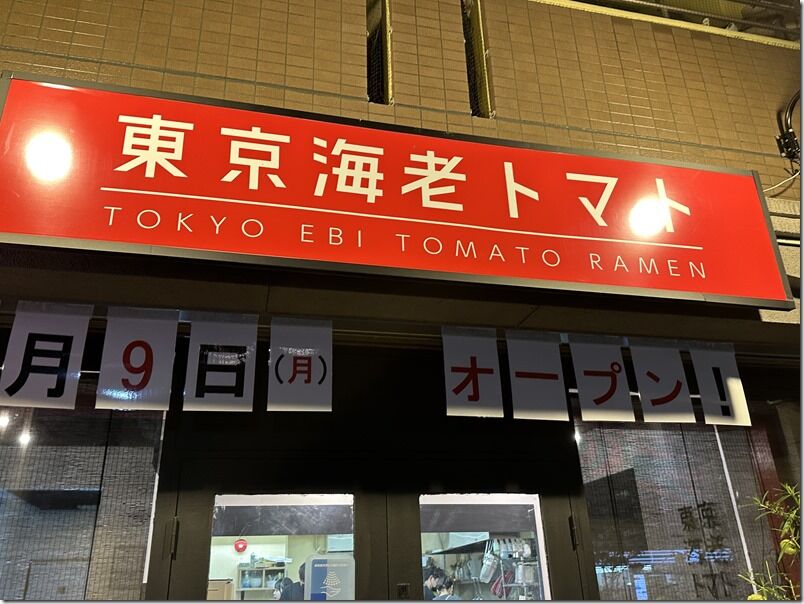 東京海老トマト
TOKYO EBI TOMATO RAMEN
月9日(月) オープン!
東京
海老
トマト